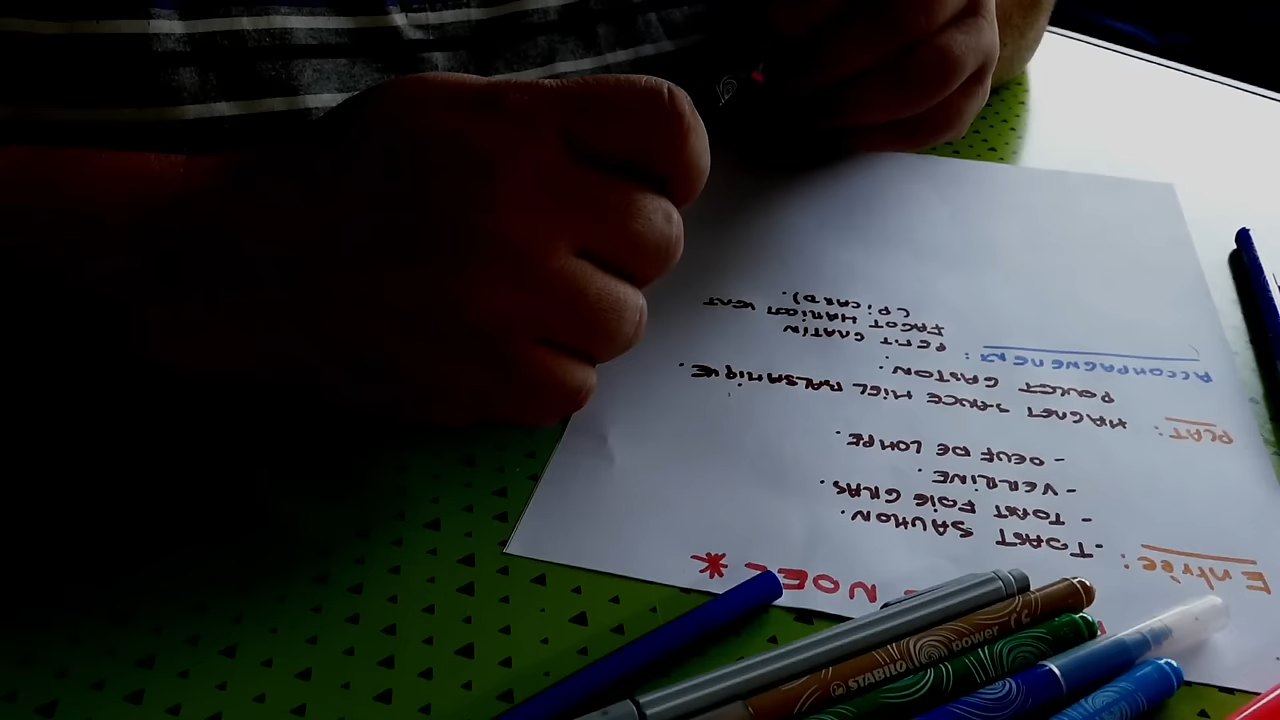 NOEL *
Entrée:
- TOAST SAUMON.
- TOAST FOIE GRAS.
- VERRINE.
- OEUF DE LOMPE.
PLAT:
MAGRET SAUCE MIEL BALSAMIQUE.
POULET GASTON.
ACCOMPAGNEMENT:
PETIT GRATIN
FAGOT HARICOT VERT
(PICARD).
STABILO power